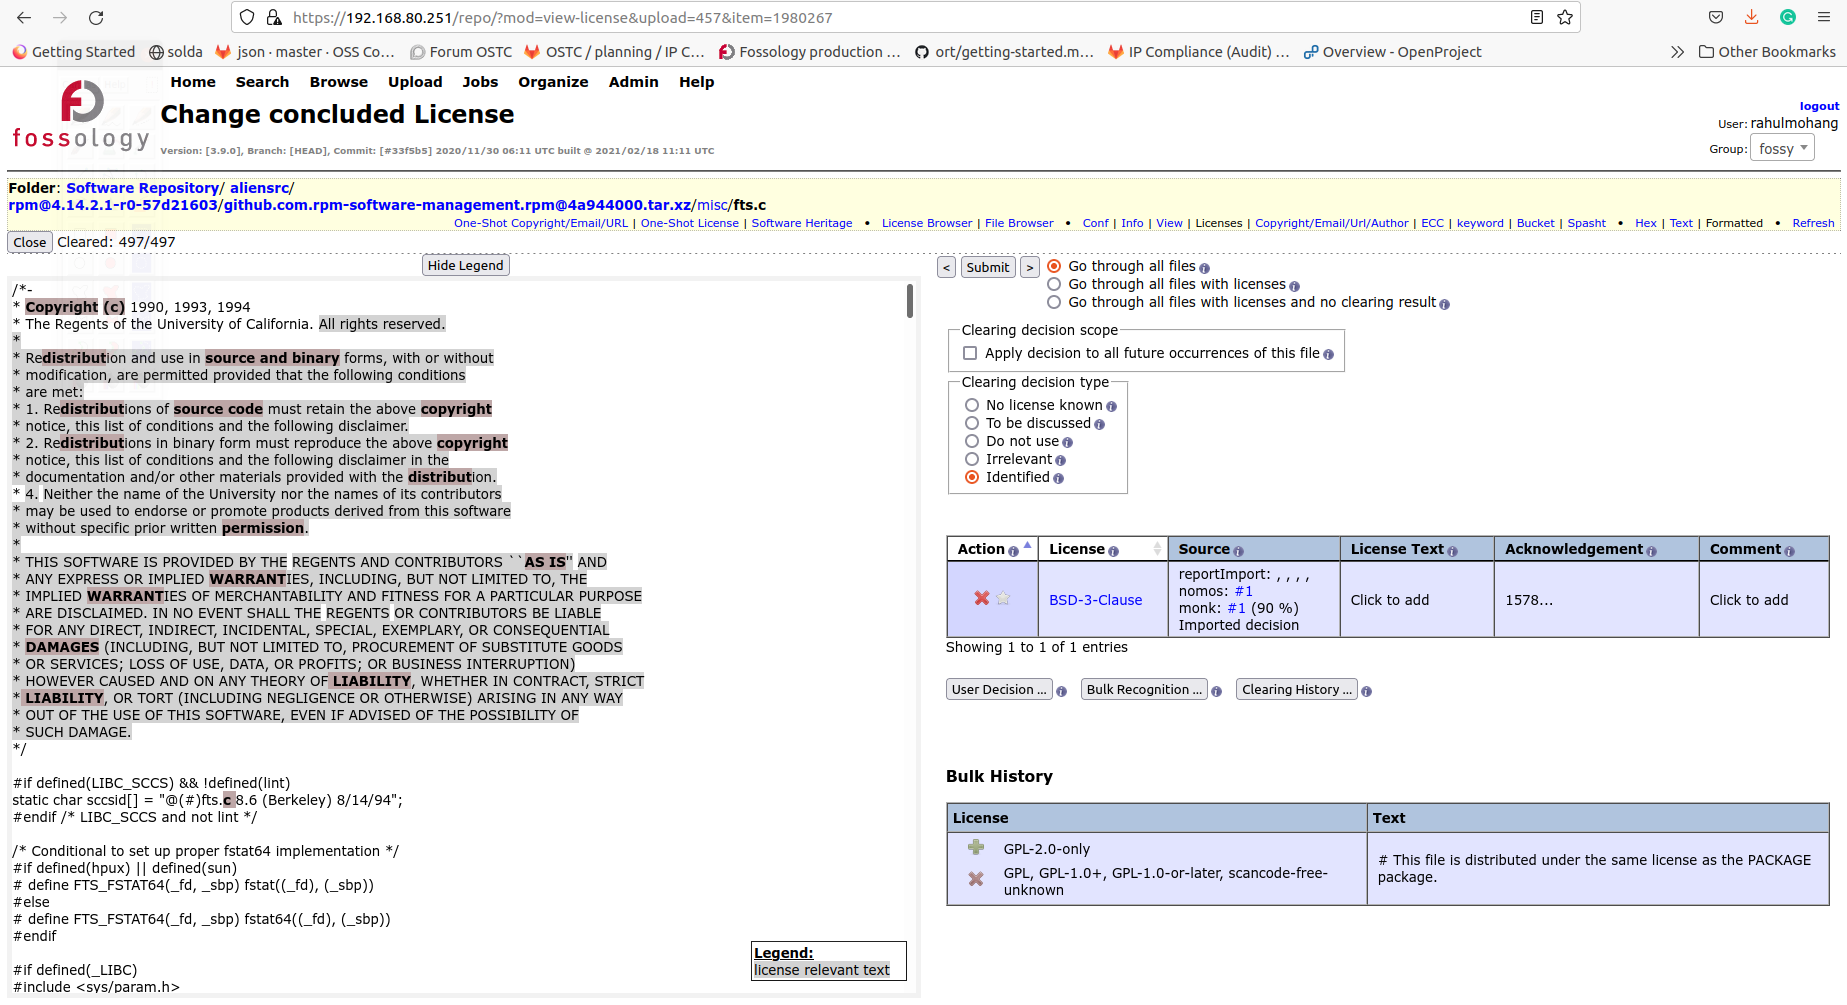 https://192.168.80.251/repo/?mod=view-license&upload=457&item=1980267
Getting Started
solda
json · master · OSS Co…
Forum OSTC
OSTC / planning / IP C…
Fossology production …
ort/getting-started.m…
IP Compliance (Audit) …
Overview - OpenProject
Other Bookmarks
Home Search Browse Upload Jobs Organize Admin Help
fossology
Change concluded License
Version: [3.9.0], Branch: [HEAD], Commit: [#33f5b5] 2020/11/30 06:11 UTC built @ 2021/02/18 11:11 UTC
logout
User: rahulmohang
Group: fossy
Folder: Software Repository/ aliensrc/
rpm@4.14.2.1-r0-57d21603/github.com.rpm-software-management.rpm@4a944000.tar.xz/misc/fts.c
One-Shot Copyright/Email/URL | One-Shot License | Software Heritage • License Browser | File Browser • Conf | Info | View | Licenses | Copyright/Email/Url/Author | ECC | keyword | Bucket | Spasht • Hex | Text | Formatted • Refresh
Close Cleared: 497/497
Hide Legend
/*-
* Copyright (c) 1990, 1993, 1994
* The Regents of the University of California. All rights reserved.
*
* Redistribution and use in source and binary forms, with or without
* modification, are permitted provided that the following conditions
* are met:
* 1. Redistributions of source code must retain the above copyright
* notice, this list of conditions and the following disclaimer.
* 2. Redistributions in binary form must reproduce the above copyright
* notice, this list of conditions and the following disclaimer in the
* documentation and/or other materials provided with the distribution.
* 4. Neither the name of the University nor the names of its contributors
* may be used to endorse or promote products derived from this software
* without specific prior written permission.
*
* THIS SOFTWARE IS PROVIDED BY THE REGENTS AND CONTRIBUTORS ``AS IS'' AND
* ANY EXPRESS OR IMPLIED WARRANTIES, INCLUDING, BUT NOT LIMITED TO, THE
* IMPLIED WARRANTIES OF MERCHANTABILITY AND FITNESS FOR A PARTICULAR PURPOSE
* ARE DISCLAIMED. IN NO EVENT SHALL THE REGENTS OR CONTRIBUTORS BE LIABLE
* FOR ANY DIRECT, INDIRECT, INCIDENTAL, SPECIAL, EXEMPLARY, OR CONSEQUENTIAL
* DAMAGES (INCLUDING, BUT NOT LIMITED TO, PROCUREMENT OF SUBSTITUTE GOODS
* OR SERVICES; LOSS OF USE, DATA, OR PROFITS; OR BUSINESS INTERRUPTION)
* HOWEVER CAUSED AND ON ANY THEORY OF LIABILITY, WHETHER IN CONTRACT, STRICT
* LIABILITY, OR TORT (INCLUDING NEGLIGENCE OR OTHERWISE) ARISING IN ANY WAY
* OUT OF THE USE OF THIS SOFTWARE, EVEN IF ADVISED OF THE POSSIBILITY OF
* SUCH DAMAGE.
*/
#if defined(LIBC_SCCS) && !defined(lint)
static char sccsid[] = "@(#)fts.c 8.6 (Berkeley) 8/14/94";
#endif /* LIBC_SCCS and not lint */
/* Conditional to set up proper fstat64 implementation */
#if defined(hpux) || defined(sun)
# define FTS_FSTAT64(_fd, _sbp) fstat((_fd), (_sbp))
#else
# define FTS_FSTAT64(_fd, _sbp) fstat64((_fd), (_sbp))
#endif
#if defined(_LIBC)
#include <sys/param.h>
Legend:
license relevant text
< Submit >
Go through all files
Go through all files with licenses
Go through all files with licenses and no clearing result
Clearing decision scope
Apply decision to all future occurrences of this file
Clearing decision type
No license known
To be discussed
Do not use
Irrelevant
Identified
Action License Source License Text Acknowledgement Comment
BSD-3-Clause
reportImport: , , , ,
nomos: #1
monk: #1 (90 %)
Imported decision
Click to add
1578...
Click to add
Showing 1 to 1 of 1 entries
User Decision ... Bulk Recognition ... Clearing History ...
Bulk History
License Text
GPL-2.0-only
GPL, GPL-1.0+, GPL-1.0-or-later, scancode-free-
unknown
# This file is distributed under the same license as the PACKAGE
package.